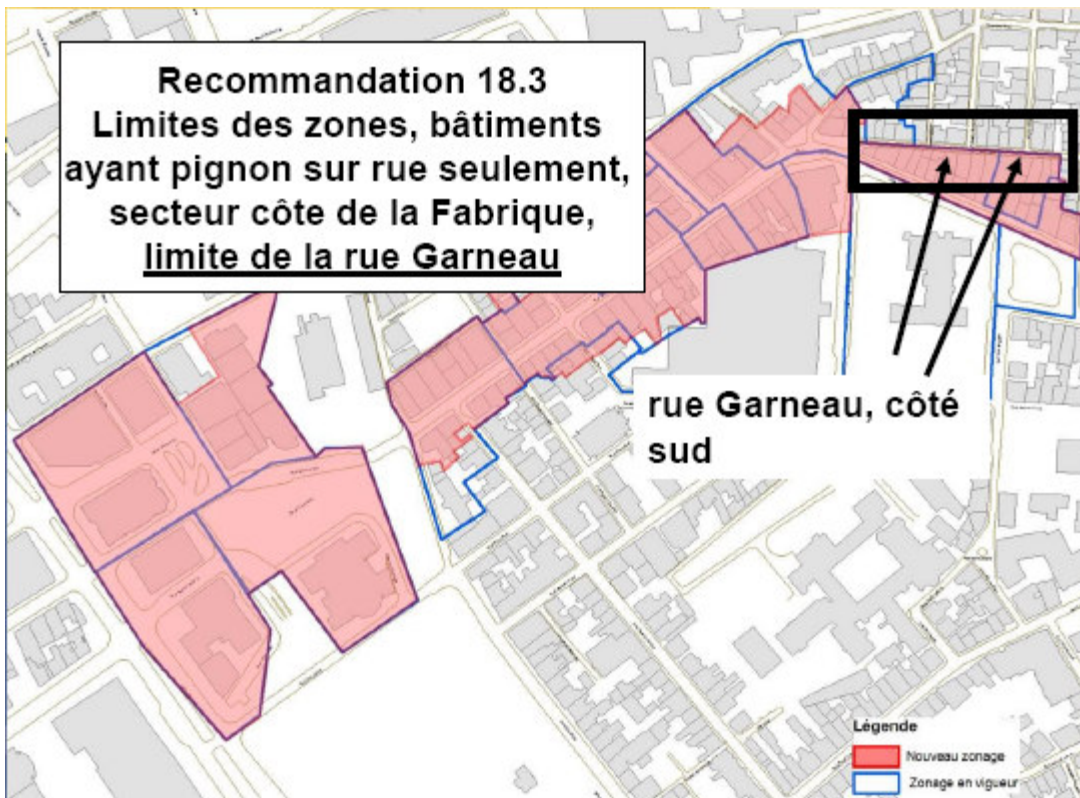 Recommandation 18.3
Limites des zones, bâtiments
ayant pignon sur rue seulement,
secteur côte de la Fabrique,
limite de la rue Garneau
rue Garneau, côté
sud
Légende
Nouveau zonage
Zonage en vigueur